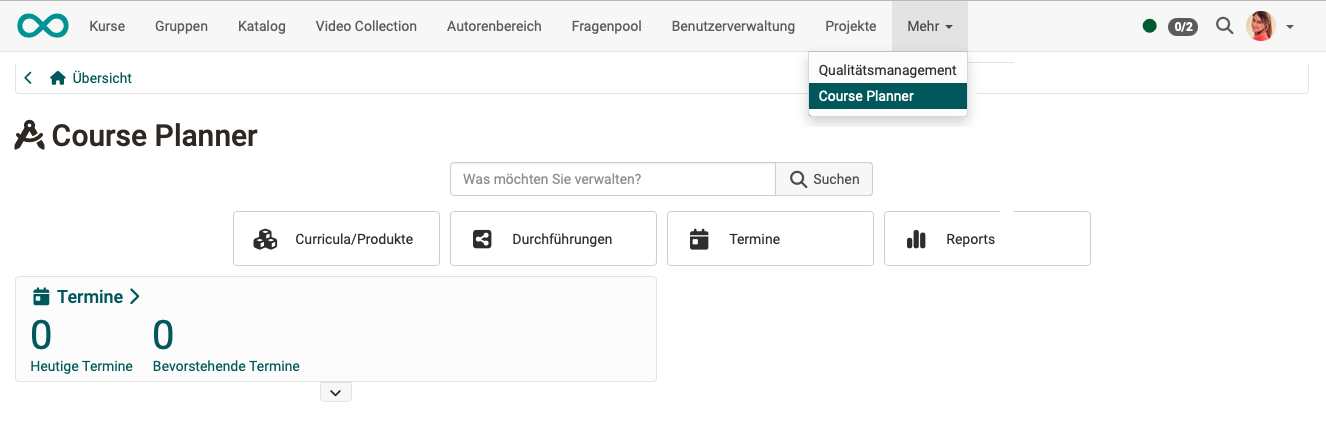 Kurse Gruppen Katalog Video Collection Autorenbereich Fragenpool Benutzerverwaltung Projekte Mehr 0/2
Qualitätsmanagement
Course Planner
Übersicht
Course Planner
Was möchten Sie verwalten? Suchen
Curricula/Produkte Durchführungen Termine Reports
Termine
0 0
Heutige Termine Bevorstehende Termine